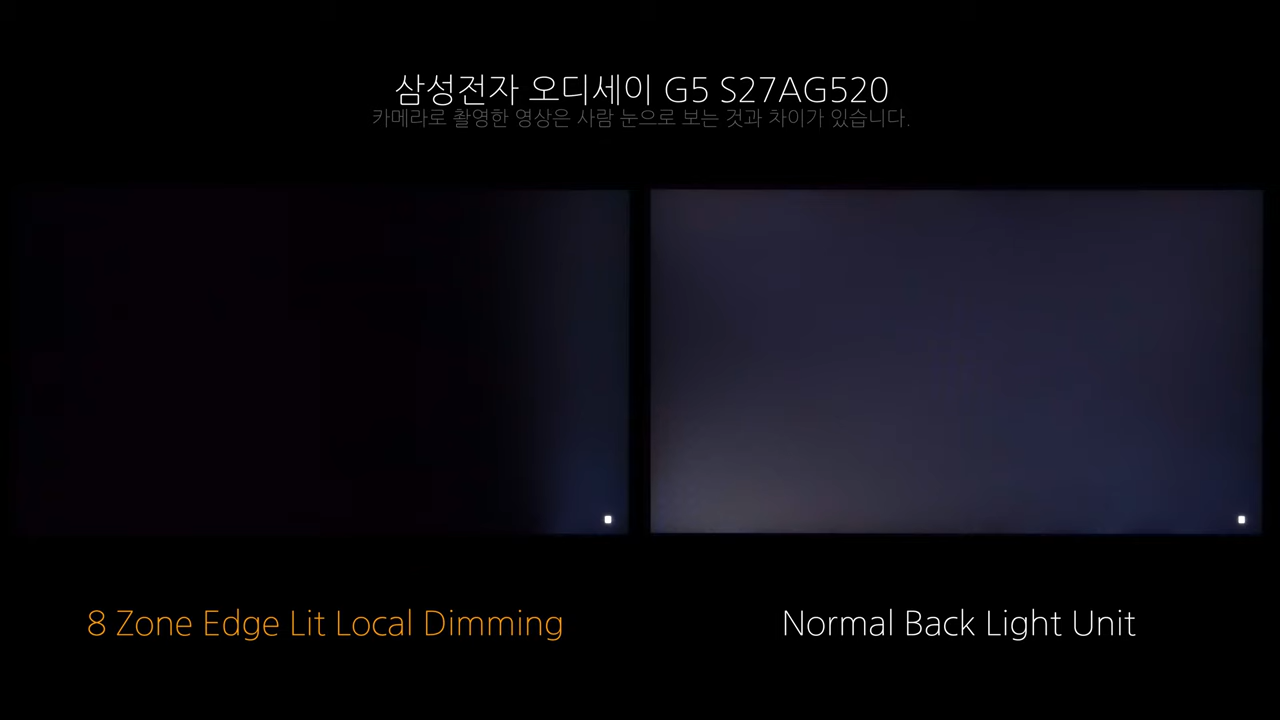 삼성전자 오디세이 G5 S27AG520
카메라로 촬영한 영상은 사람 눈으로 보는 것과 차이가 있습니다.
8 Zone Edge Lit Local Dimming
Normal Back Light Unit